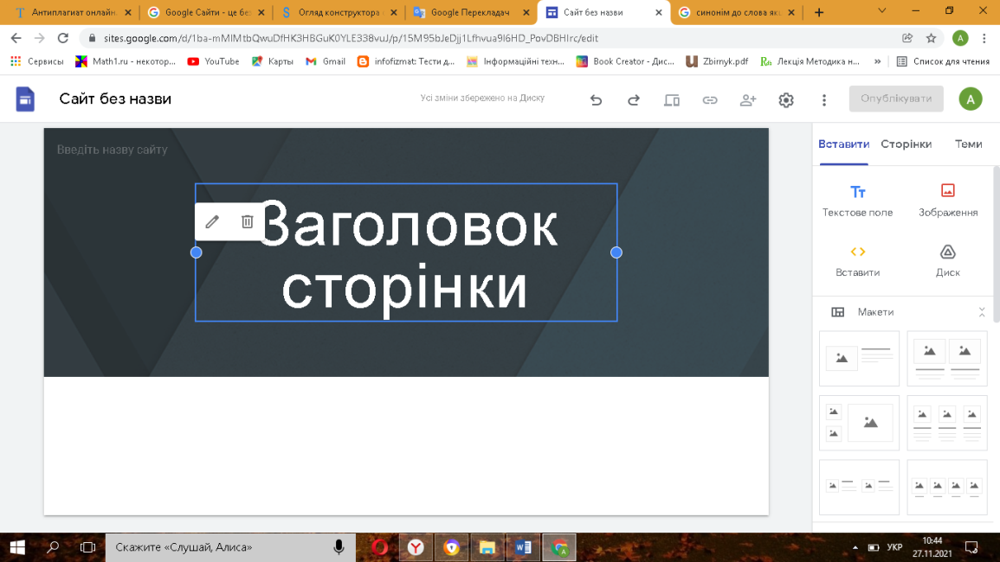 Антиплагиат онлайн.
Google Сайти - це без
Огляд конструктора
Google Перекладач
Сайт без назви
синонім до слова яки
sites.google.com/d/1ba-mMIMtbQwuDfHK3HBGuK0YLE338vuJ/p/15M95bJeDjj1Lfhvua9I6HD_PovDBHIrc/edit
Сервисы
Math1.ru - некотор...
YouTube
Карты
Gmail
infofizmat: Тести д...
Інформаційні техн...
Book Creator - Дис...
Zbirnyk.pdf
Лекція Методика н...
»
Список для чтения
Сайт без назви
Усі зміни збережено на Диску
Опублікувати
А
Введіть назву сайту
Заголовок
сторінки
Вставити Сторінки Теми
Текстове поле
Зображення
Вставити
Диск
Макети
Скажите «Слушай, Алиса»
УКР
10:44
27.11.2021